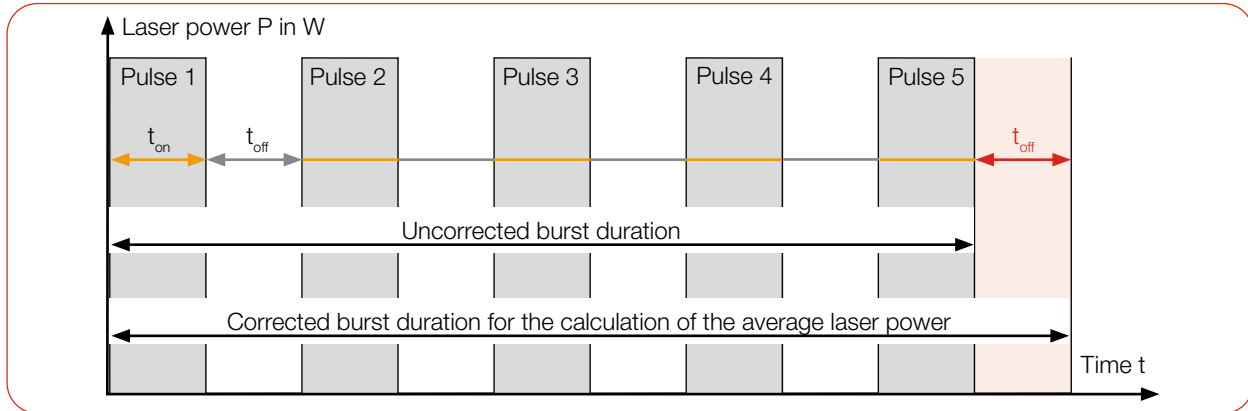 Laser power P in W
Pulse 1 Pulse 2 Pulse 3 Pulse 4 Pulse 5
ton toff toff
Uncorrected burst duration
Corrected burst duration for the calculation of the average laser power
Time t